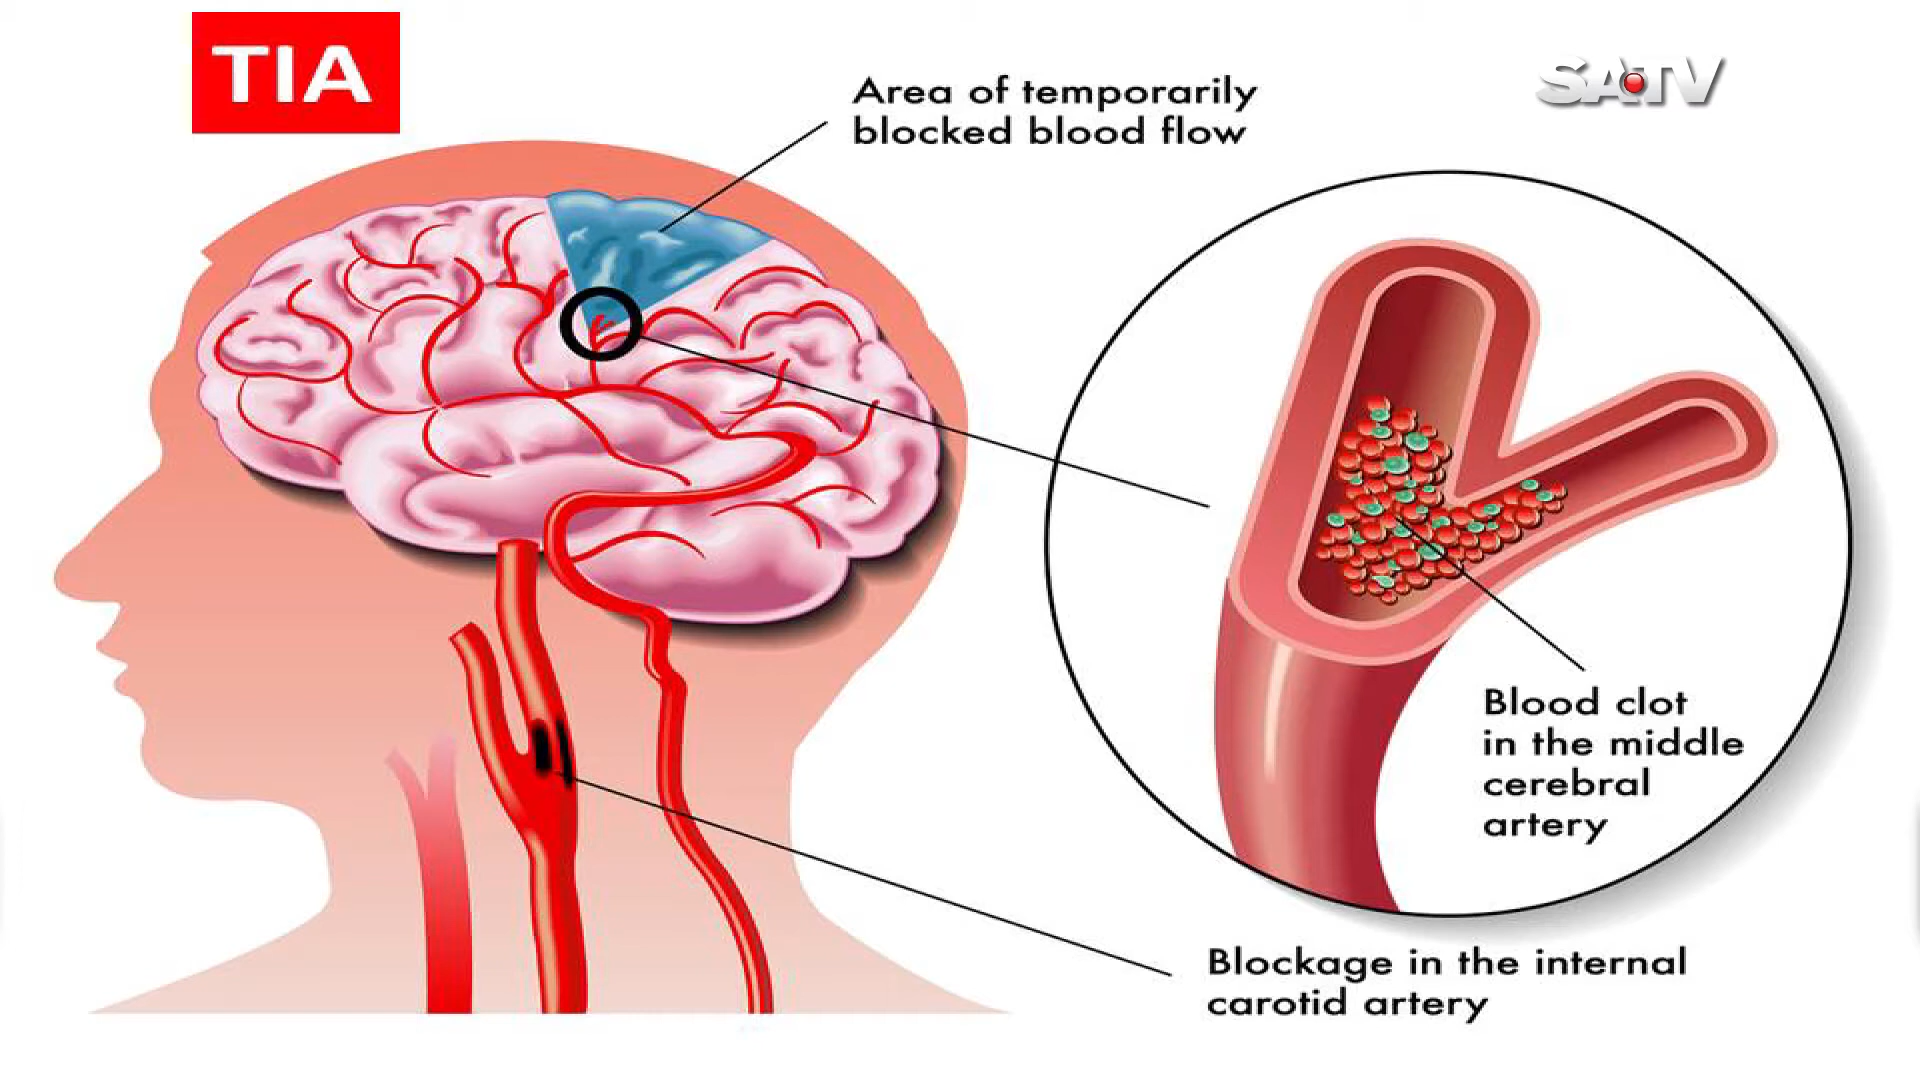 TIA
SATV
Area of temporarily
blocked blood flow
Blood clot
in the middle
cerebral
artery
Blockage in the internal
carotid artery